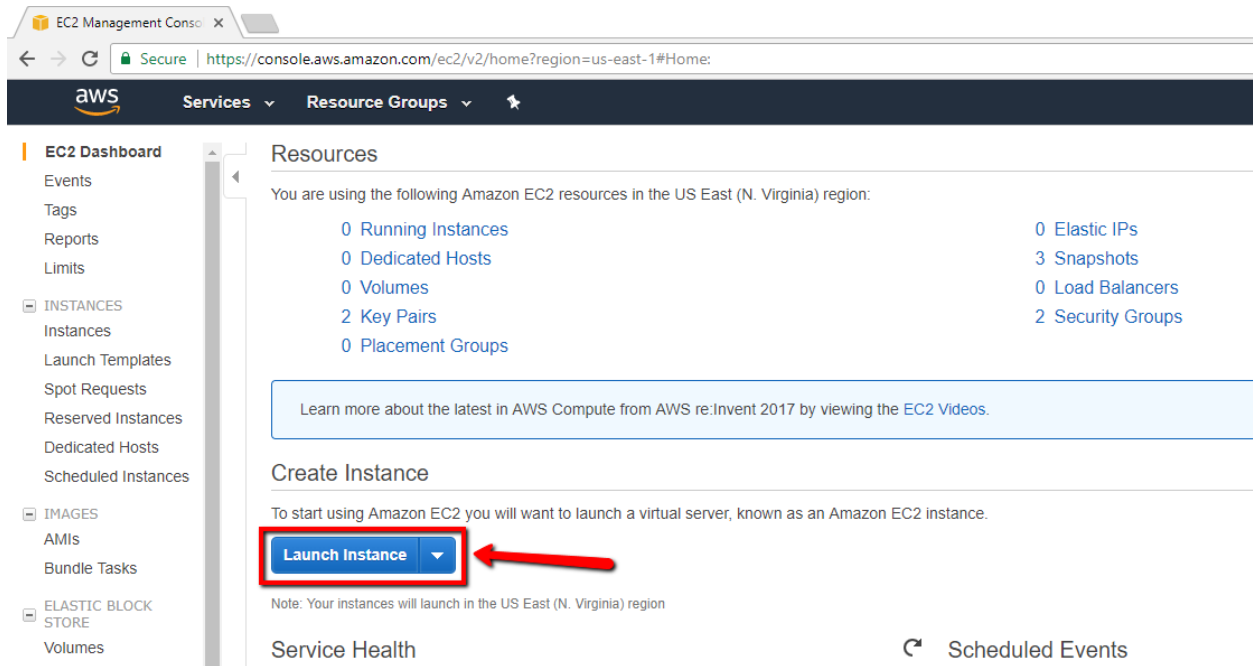 EC2 Management Conso
Secure https://console.aws.amazon.com/ec2/v2/home?region=us-east-1#Home:
aws Services Resource Groups
EC2 Dashboard
Events
Tags
Reports
Limits
INSTANCES
Instances
Launch Templates
Spot Requests
Reserved Instances
Dedicated Hosts
Scheduled Instances
IMAGES
AMIs
Bundle Tasks
ELASTIC BLOCK
STORE
Volumes
Resources
You are using the following Amazon EC2 resources in the US East (N. Virginia) region:
0 Running Instances
0 Dedicated Hosts
0 Volumes
2 Key Pairs
0 Placement Groups
0 Elastic IPs
3 Snapshots
0 Load Balancers
2 Security Groups
Learn more about the latest in AWS Compute from AWS re:Invent 2017 by viewing the EC2 Videos.
Create Instance
To start using Amazon EC2 you will want to launch a virtual server, known as an Amazon EC2 instance.
Launch Instance
Note: Your instances will launch in the US East (N. Virginia) region
Service Health
Scheduled Events